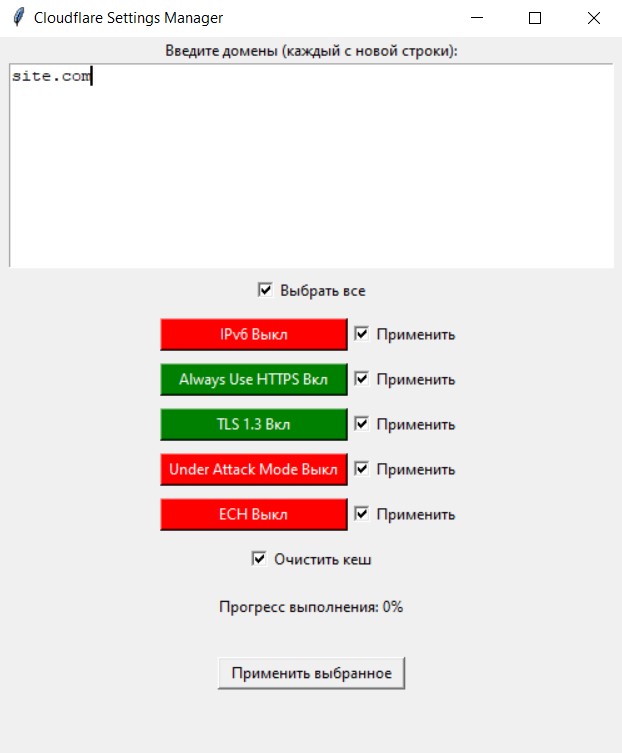 Cloudflare Settings Manager
Введите домены (каждый с новой строки):
site.com
Выбрать все
IPv6 Выкл Применить
Always Use HTTPS Вкл Применить
TLS 1.3 Вкл Применить
Under Attack Mode Выкл Применить
ECH Выкл Применить
Очистить кеш
Прогресс выполнения: 0%
Применить выбранное